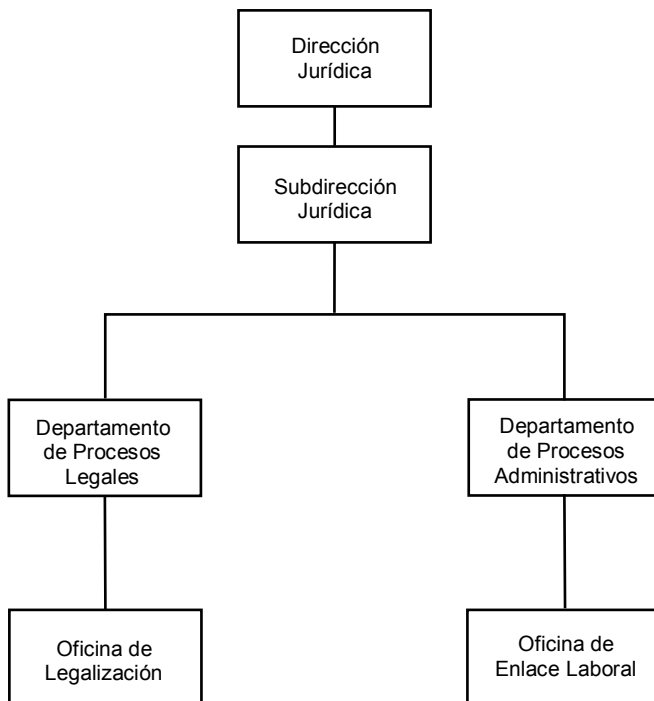 Dirección
Jurídica
Subdirección
Jurídica
Departamento
de Procesos
Legales
Departamento
de Procesos
Administrativos
Oficina de
Legalización
Oficina de
Enlace Laboral